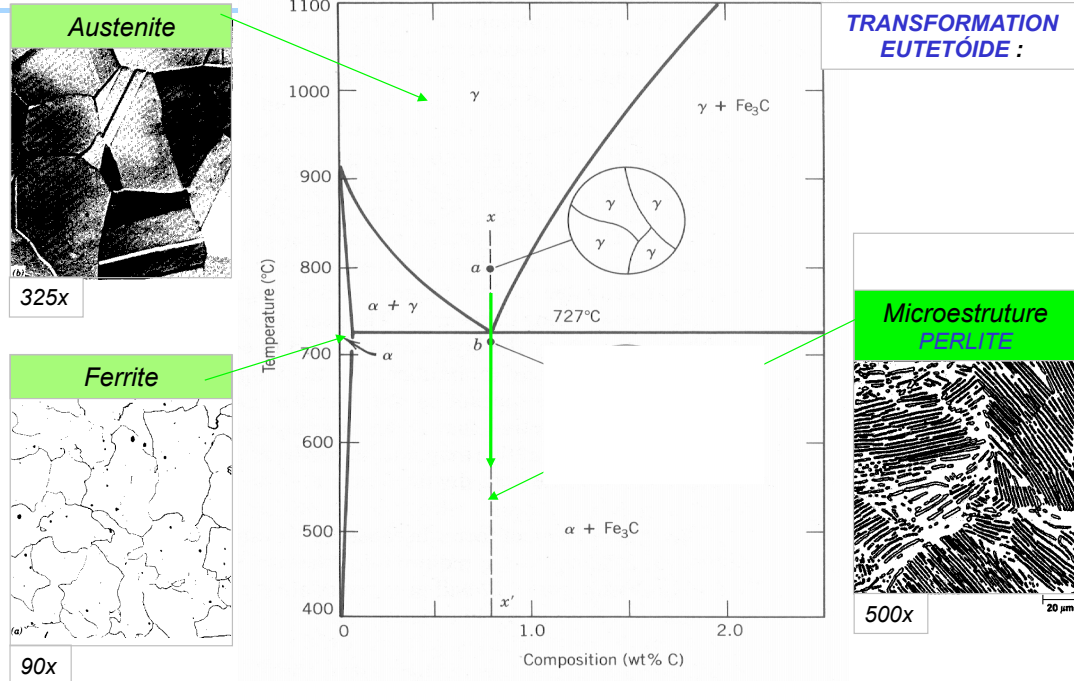 Austenite
(b)
325x
Ferrite
(a)
90x
TRANSFORMATION
EUTETÓIDE :
1100
1000
900
800
700
600
500
400
Temperature (°C)
γ
γ + Fe₃C
γ
γ
γ
γ
x
a
α + γ
727°C
b
α
α + Fe₃C
x'
0
1.0
2.0
Composition (wt% C)
Microestruture
PERLITE
500x
20 μm